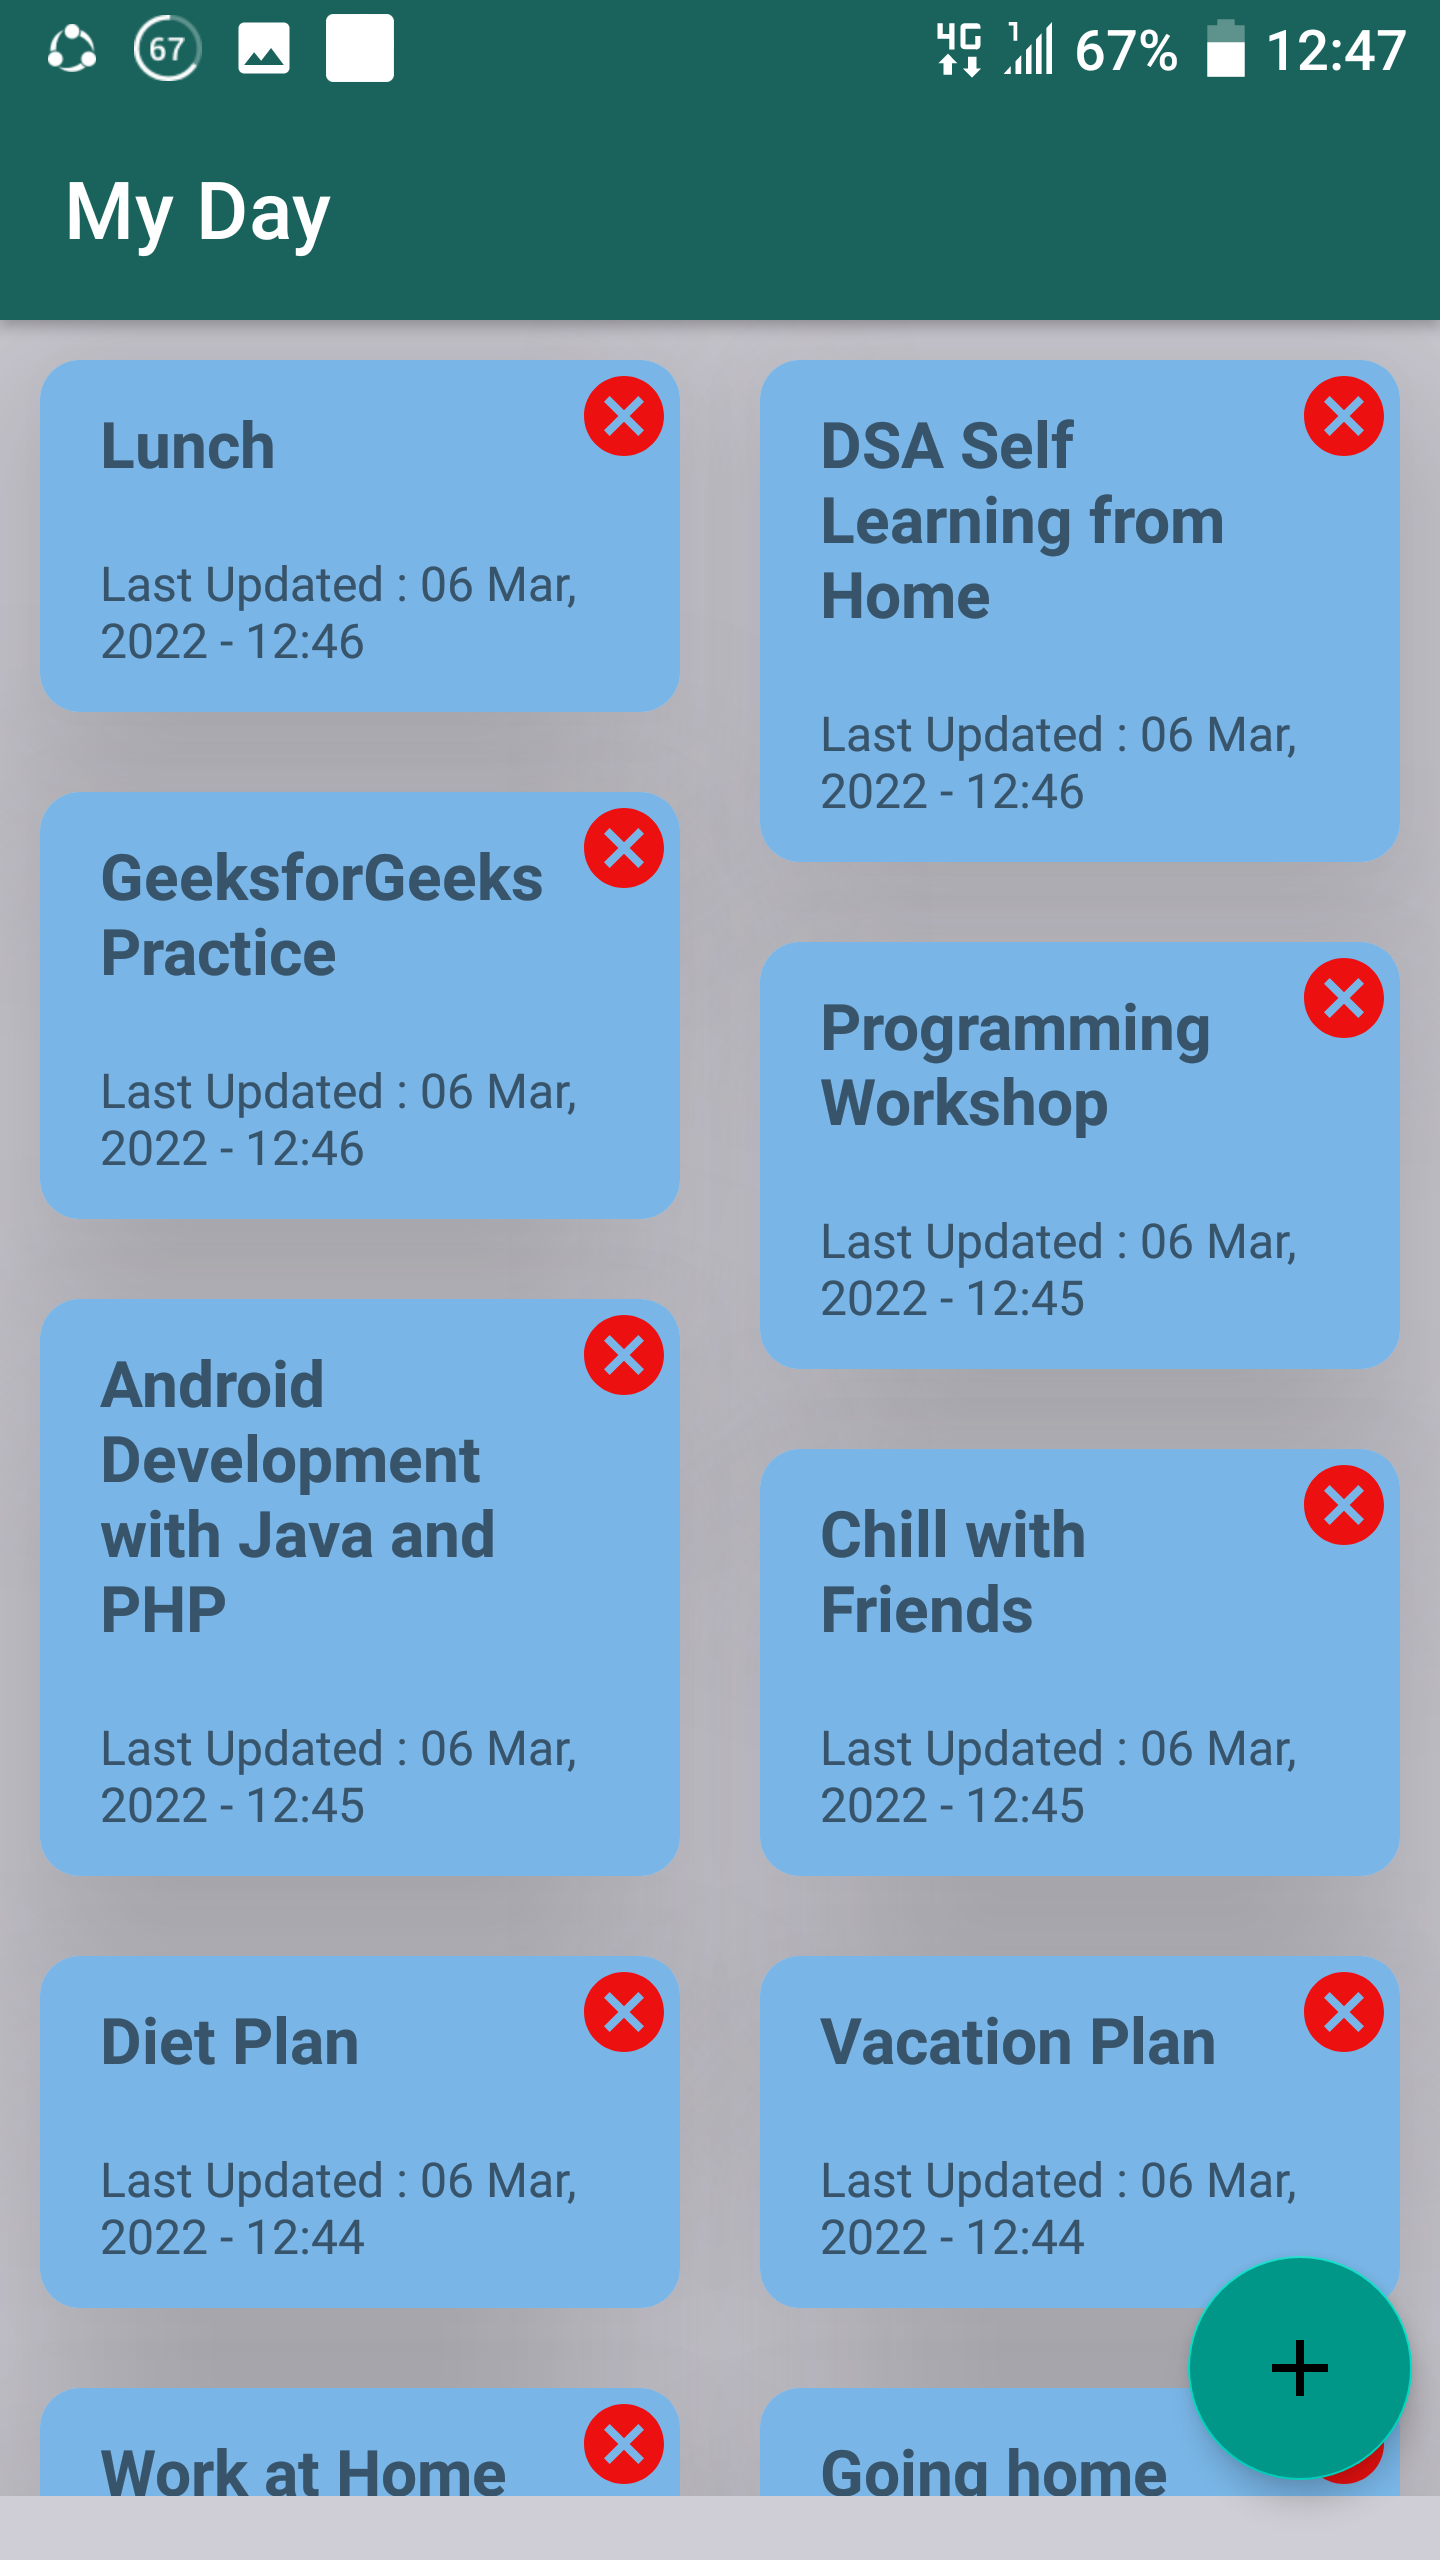 67
4G 1 67% 12:47
My Day
Lunch
Last Updated : 06 Mar,
2022 - 12:46
DSA Self
Learning from
Home
Last Updated : 06 Mar,
2022 - 12:46
GeeksforGeeks
Practice
Last Updated : 06 Mar,
2022 - 12:46
Programming
Workshop
Last Updated : 06 Mar,
2022 - 12:45
Android
Development
with Java and
PHP
Last Updated : 06 Mar,
2022 - 12:45
Chill with
Friends
Last Updated : 06 Mar,
2022 - 12:45
Diet Plan
Last Updated : 06 Mar,
2022 - 12:44
Vacation Plan
Last Updated : 06 Mar,
2022 - 12:44
Work at Home
Going home